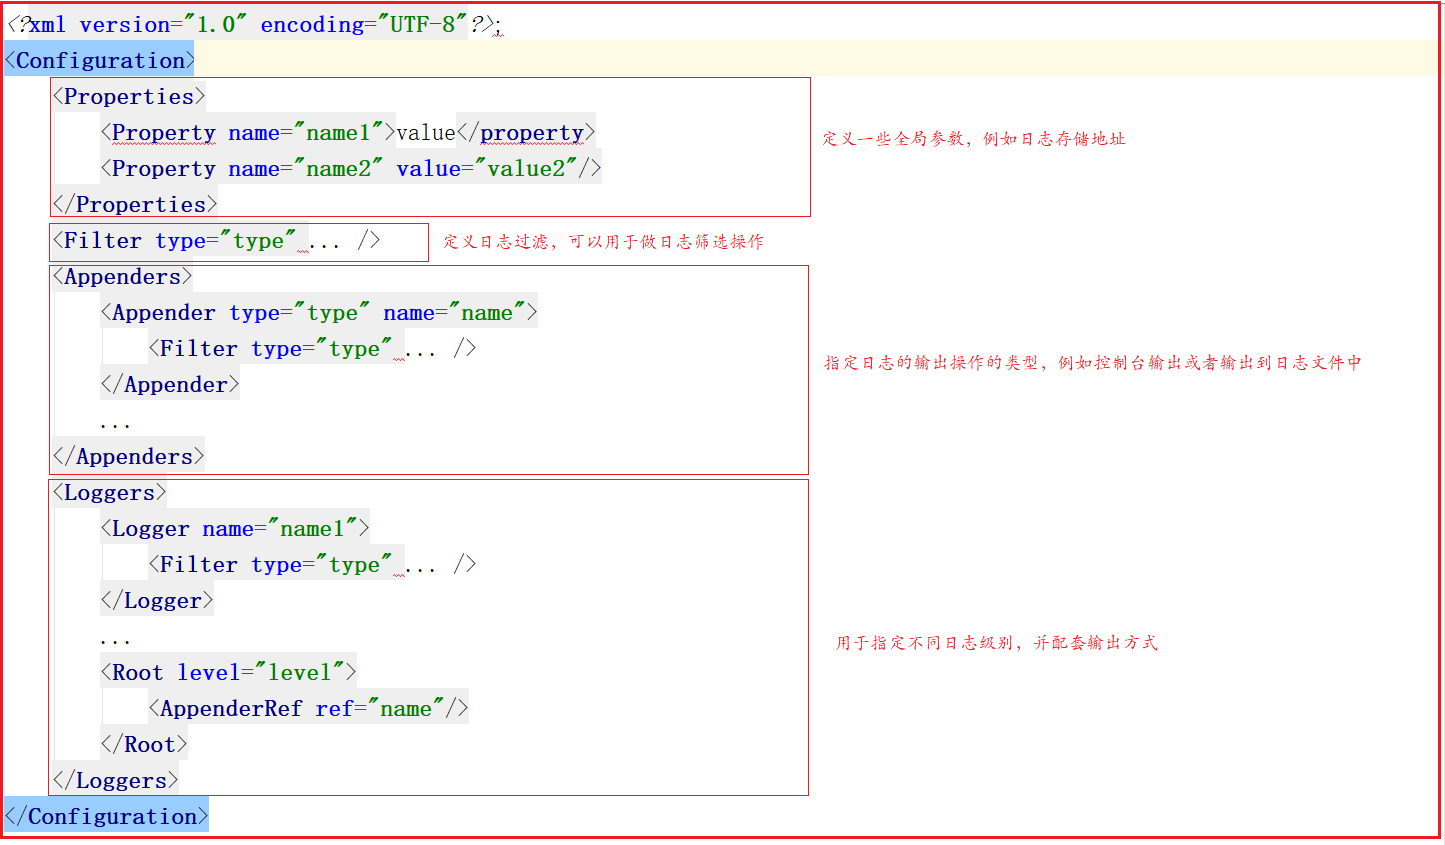 <?xml version="1.0" encoding="UTF-8"?>;
<Configuration>
<Properties>
<Property name="name1">value</property>
定义一些全局参数，例如日志存储地址
<Property name="name2" value="value2"/>
</Properties>
<Filter type="type" ... />
定义日志过滤，可以用于做日志筛选操作
<Appenders>
<Appender type="type" name="name">
<Filter type="type" ... />
指定日志的输出操作的类型，例如控制台输出或者输出到日志文件中
</Appender>
...
</Appenders>
<Loggers>
<Logger name="name1">
<Filter type="type" ... />
</Logger>
...
用于指定不同日志级别，并配套输出方式
<Root level="level">
<AppenderRef ref="name"/>
</Root>
</Loggers>
</Configuration>